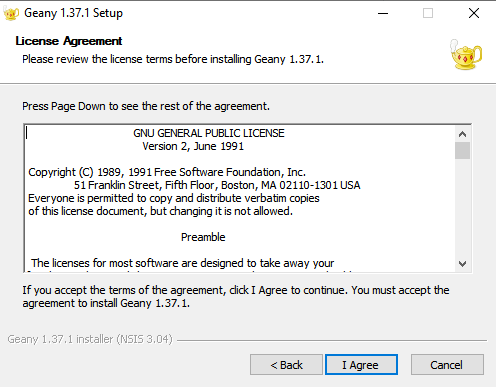 Geany 1.37.1 Setup
License Agreement
Please review the license terms before installing Geany 1.37.1.
Press Page Down to see the rest of the agreement.
GNU GENERAL PUBLIC LICENSE
Version 2, June 1991
Copyright (C) 1989, 1991 Free Software Foundation, Inc.
51 Franklin Street, Fifth Floor, Boston, MA 02110-1301 USA
Everyone is permitted to copy and distribute verbatim copies
of this license document, but changing it is not allowed.
Preamble
The licenses for most software are designed to take away your
If you accept the terms of the agreement, click I Agree to continue. You must accept the
agreement to install Geany 1.37.1.
Geany 1.37.1 installer (NSIS 3.04)
< Back
I Agree
Cancel